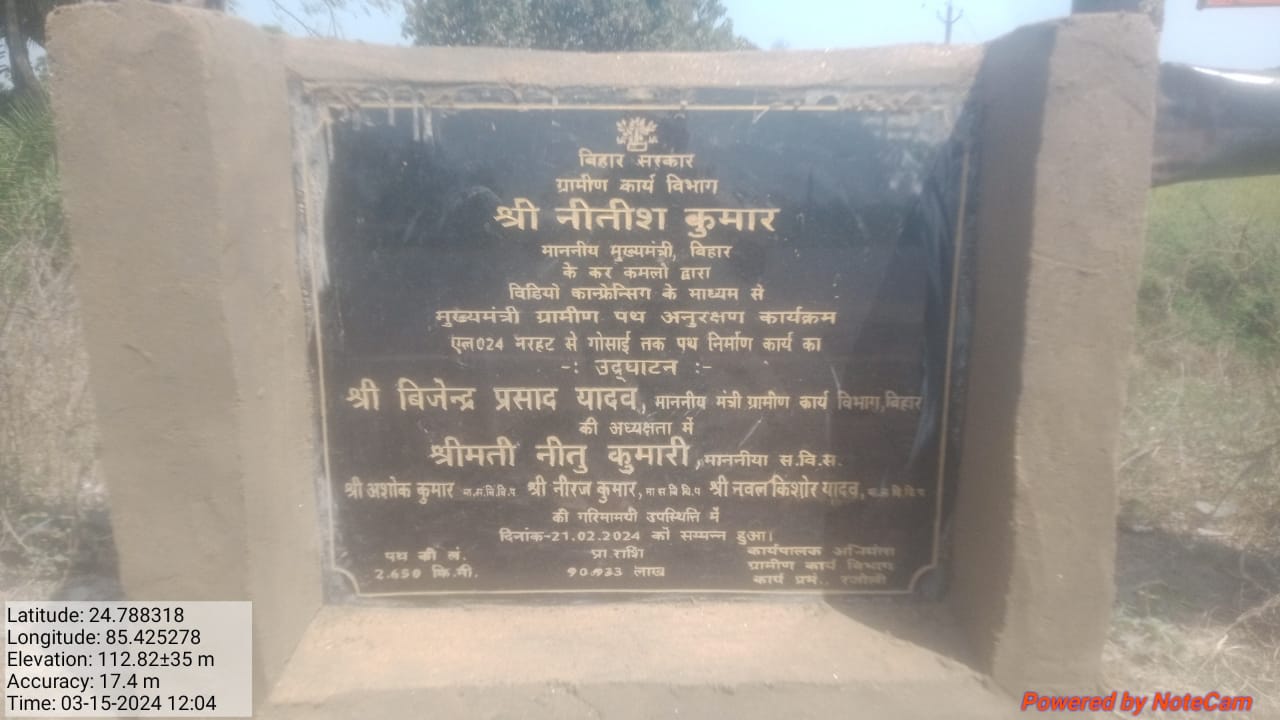 बिहार सरकार
ग्रामीण कार्य विभाग
श्री नीतीश कुमार
माननीय मुख्यमंत्री, बिहार
के कर कमलो द्वारा
विडियो कान्फ्रेन्सिग के माध्यम से
मुख्यमंत्री ग्रामीण पथ अनुरक्षण कार्यक्रम
एल024 नरहट से गोसाई तक पथ निर्माण कार्य का
-: उद्घाटन :-
श्री बिजेन्द्र प्रसाद यादव, माननीय मंत्री ग्रामीण कार्य विभाग,बिहार
की अध्यक्षता में
श्रीमती नीतु कुमारी,माननीया स.वि.स.
श्री अशोक कुमार मा.स.वि.वि.प श्री नीरज कुमार, मा स वि वि.प श्री नवल किशोर यादव, मा.स वि.वि.प
की गरिमामयी उपस्थिति में
दिनांक-21.02.2024 को सम्पन्न हुआ।
पथ की लं. प्रा राशि कार्यपालक अभियंता
2.650 कि.मी. 90.933 लाख ग्रामीण कार्य विभाग
कार्य प्रमं., रजौली
Latitude: 24.788318
Longitude: 85.425278
Elevation: 112.82±35 m
Accuracy: 17.4 m
Time: 03-15-2024 12:04
Powered by NoteCam